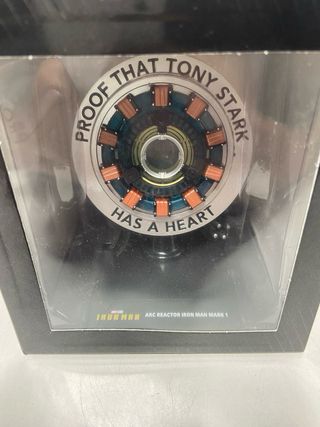 PROOF THAT TONY STARK
HAS A HEART
IRON MAN
ARC REACTOR IRON MAN MARK 1